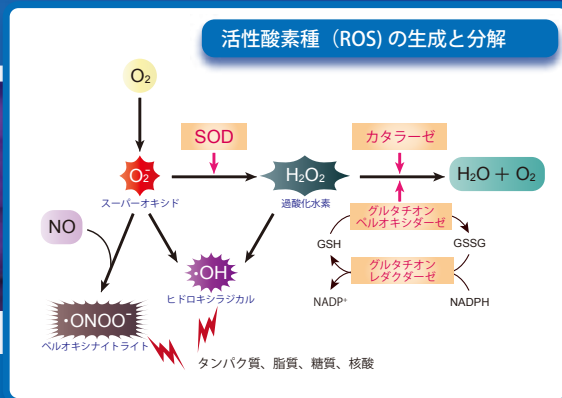 活性酸素種（ROS) の生成と分解
O₂
SOD
カタラーゼ
O₂⁻
H₂O₂
H₂O + O₂
スーパーオキシド
過酸化水素
NO
グルタチオン
ペルオキシダーゼ
GSH
GSSG
·OH
グルタチオン
レダクダーゼ
ヒドロキシラジカル
NADP⁺
NADPH
·ONOO⁻
ペルオキシナイトライト
タンパク質、脂質、糖質、核酸